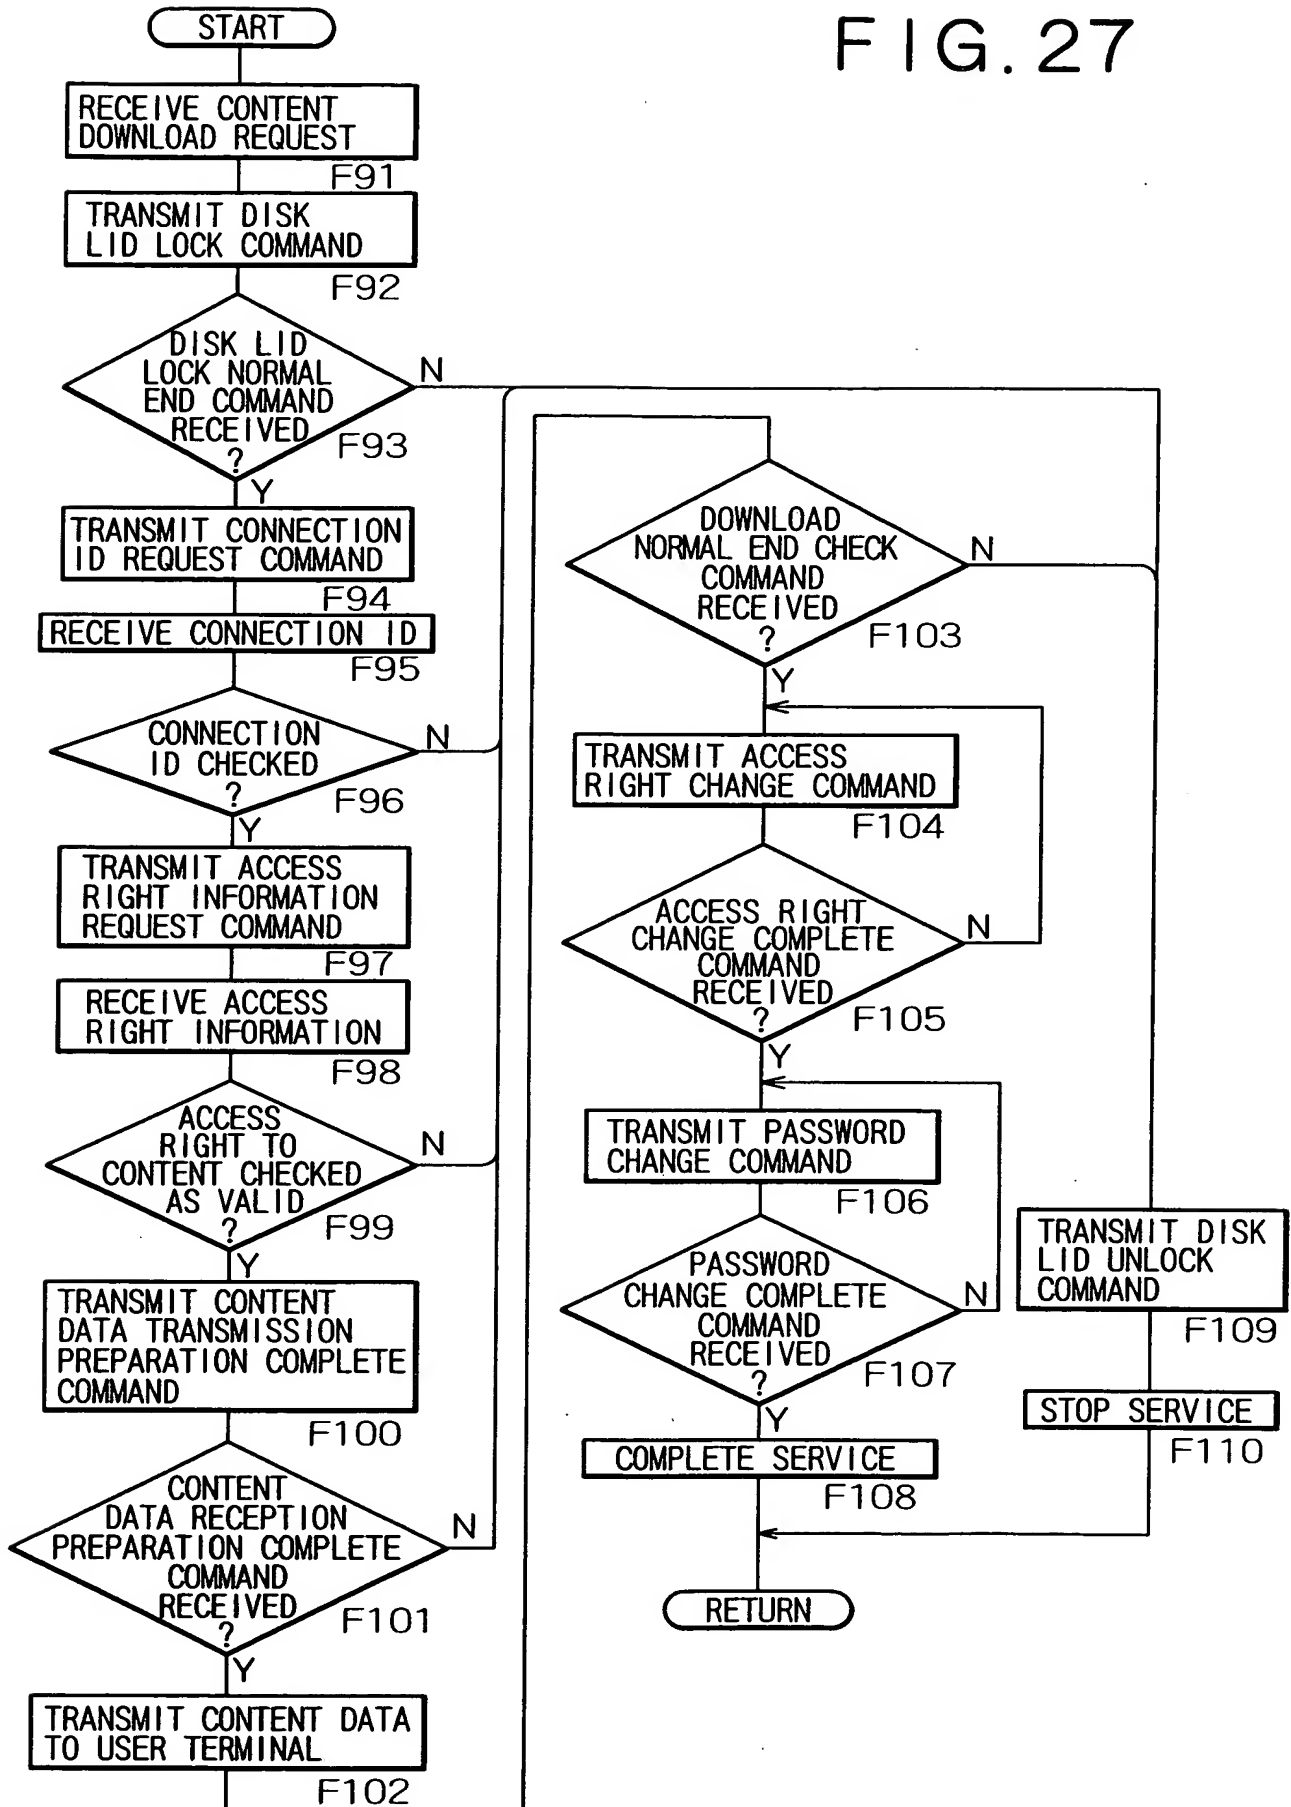 FIG. 27
START
RECEIVE CONTENT
DOWNLOAD REQUEST
F91
TRANSMIT DISK
LID LOCK COMMAND
F92
DISK LID
LOCK NORMAL
END COMMAND
RECEIVED
?
F93
N
Y
TRANSMIT CONNECTION
ID REQUEST COMMAND
F94
RECEIVE CONNECTION ID
F95
CONNECTION
ID CHECKED
?
F96
N
Y
TRANSMIT ACCESS
RIGHT INFORMATION
REQUEST COMMAND
F97
RECEIVE ACCESS
RIGHT INFORMATION
F98
ACCESS
RIGHT TO
CONTENT CHECKED
AS VALID
?
F99
N
Y
TRANSMIT CONTENT
DATA TRANSMISSION
PREPARATION COMPLETE
COMMAND
F100
CONTENT
DATA RECEPTION
PREPARATION COMPLETE
COMMAND
RECEIVED
?
F101
N
Y
TRANSMIT CONTENT DATA
TO USER TERMINAL
F102
DOWNLOAD
NORMAL END CHECK
COMMAND
RECEIVED
?
F103
N
Y
TRANSMIT ACCESS
RIGHT CHANGE COMMAND
F104
ACCESS RIGHT
CHANGE COMPLETE
COMMAND
RECEIVED
?
F105
N
Y
TRANSMIT PASSWORD
CHANGE COMMAND
F106
PASSWORD
CHANGE COMPLETE
COMMAND
RECEIVED
?
F107
N
Y
COMPLETE SERVICE
F108
TRANSMIT DISK
LID UNLOCK
COMMAND
F109
STOP SERVICE
F110
RETURN